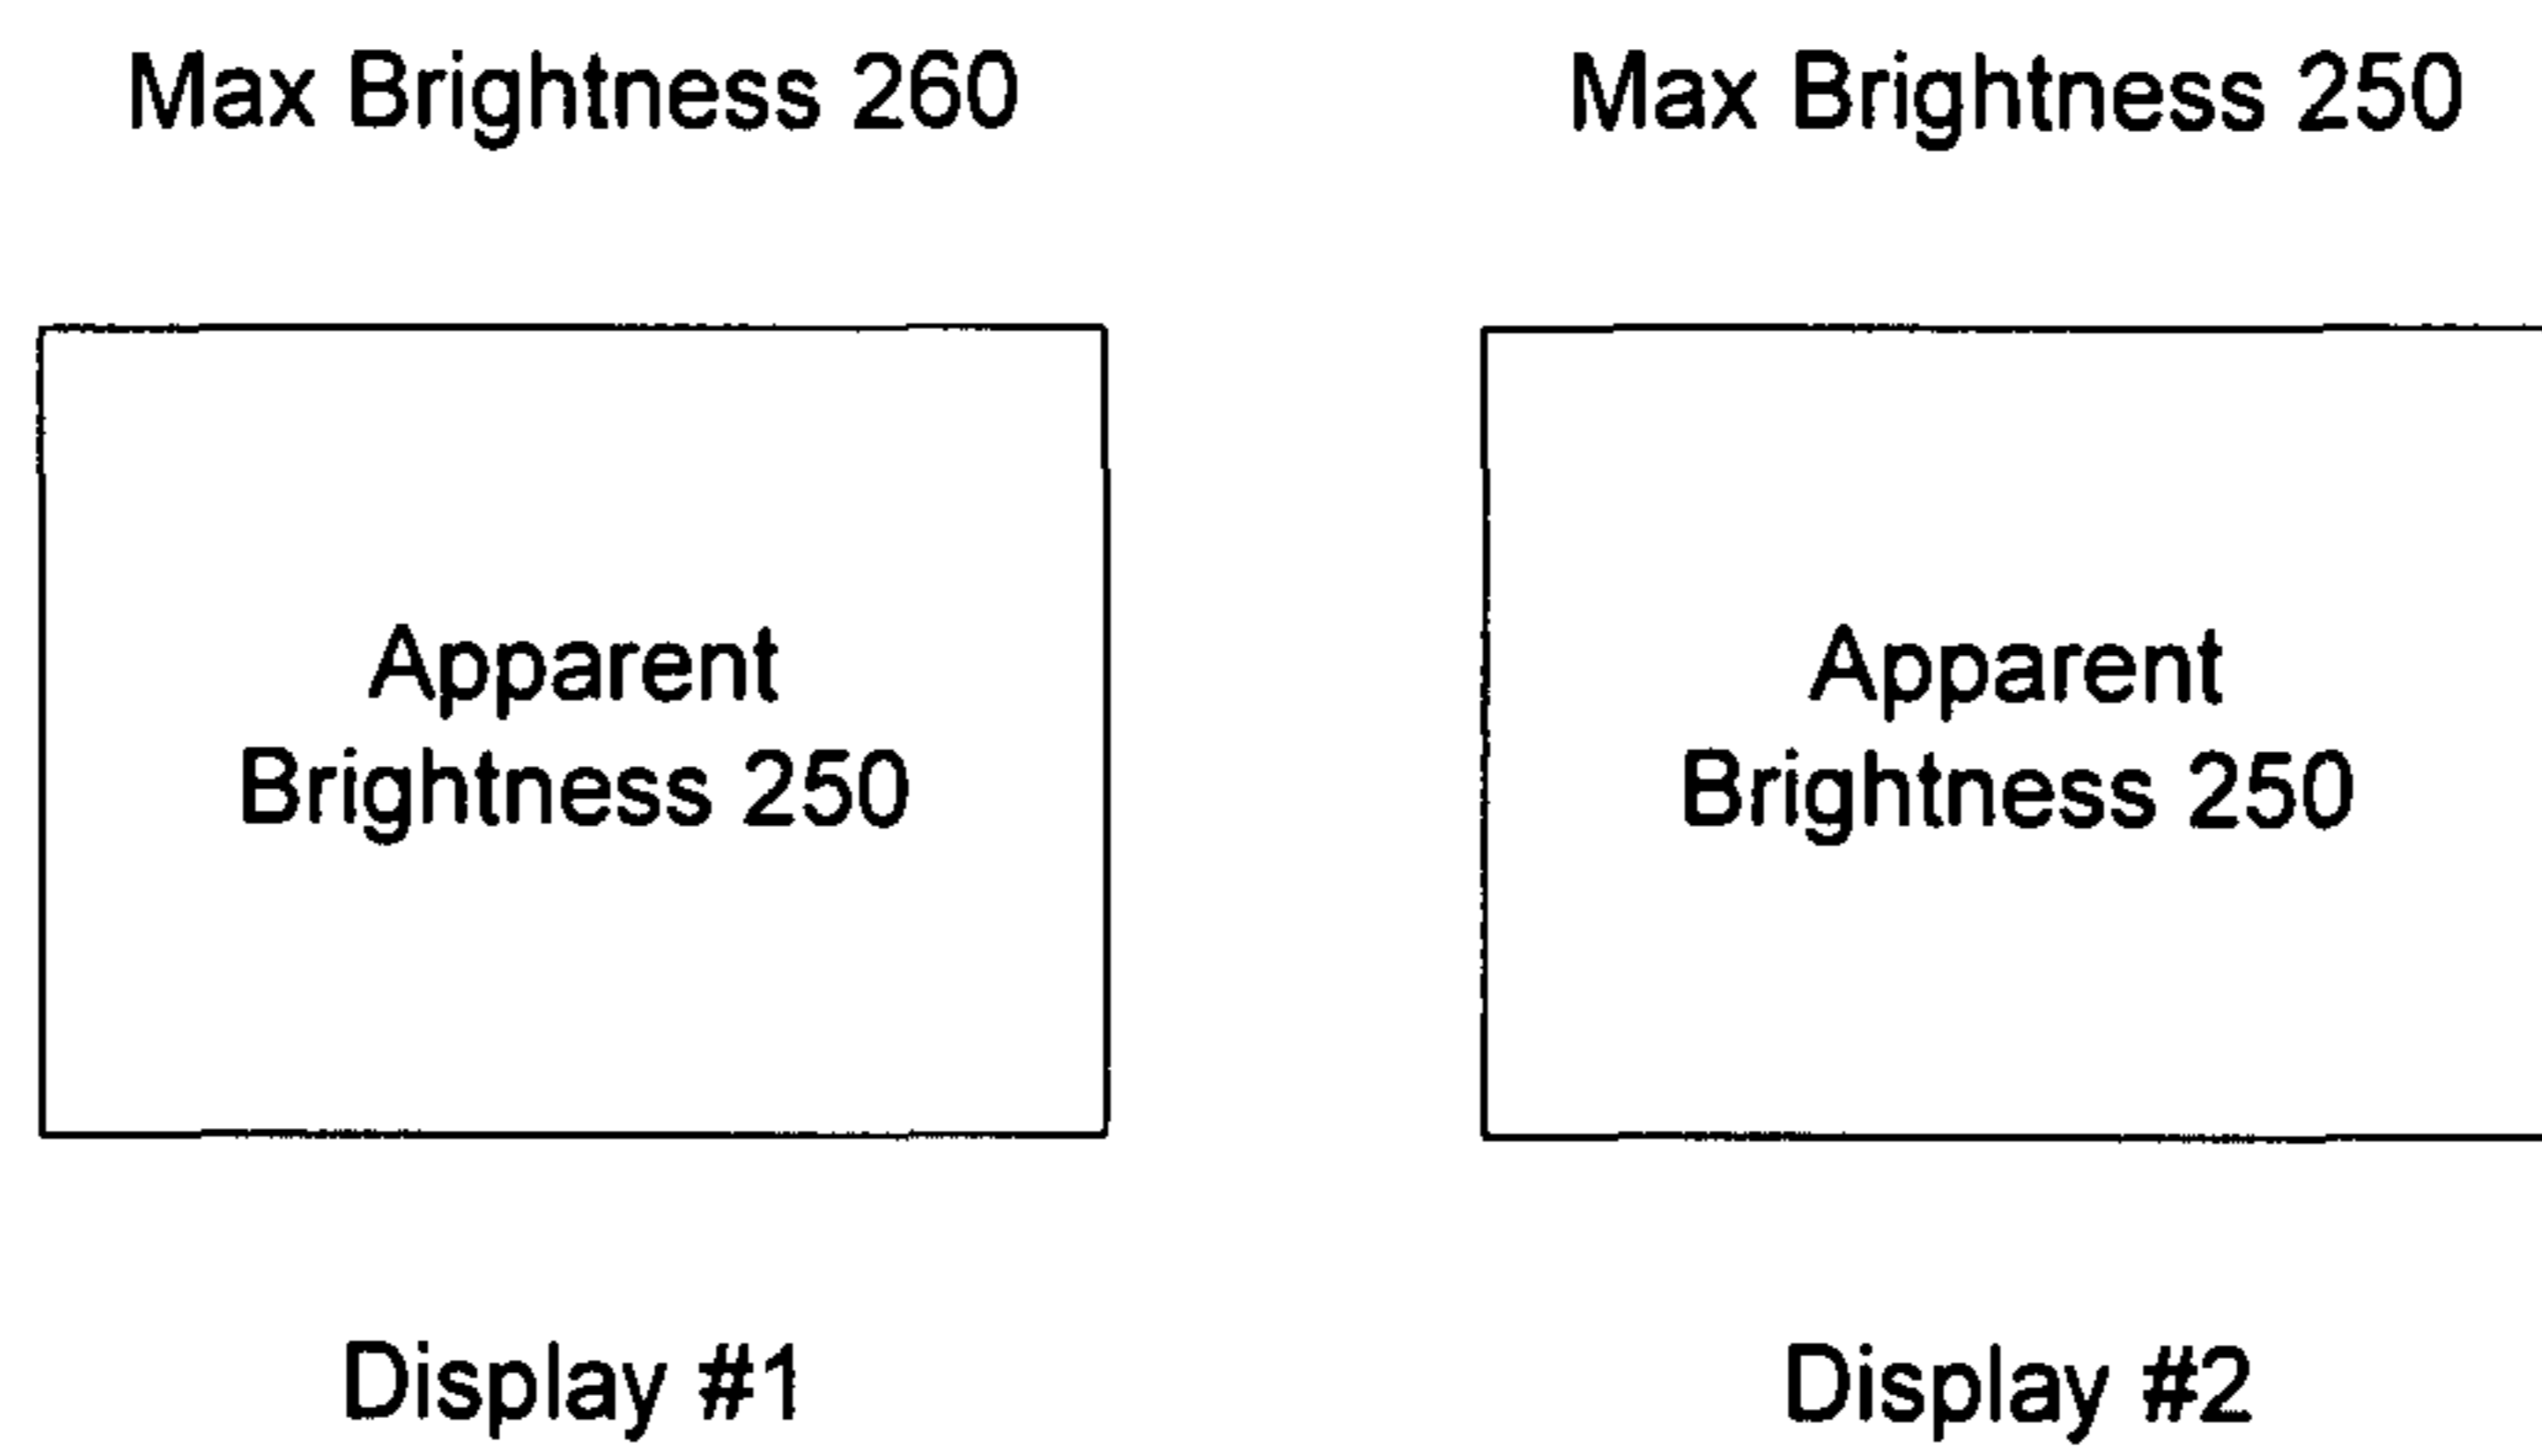 Max Brightness 260
Max Brightness 250
Apparent
Brightness 250
Apparent
Brightness 250
Display #1
Display #2